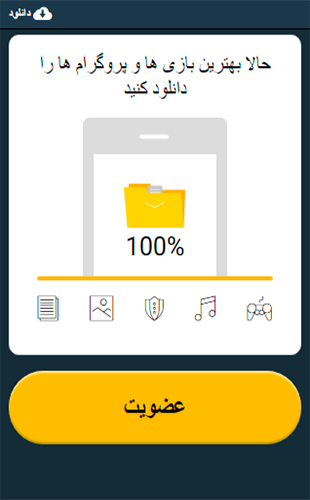 دانلود
حالا بهترین بازی ها و پروگرام ها را
دانلود کنید
100%
عضویت